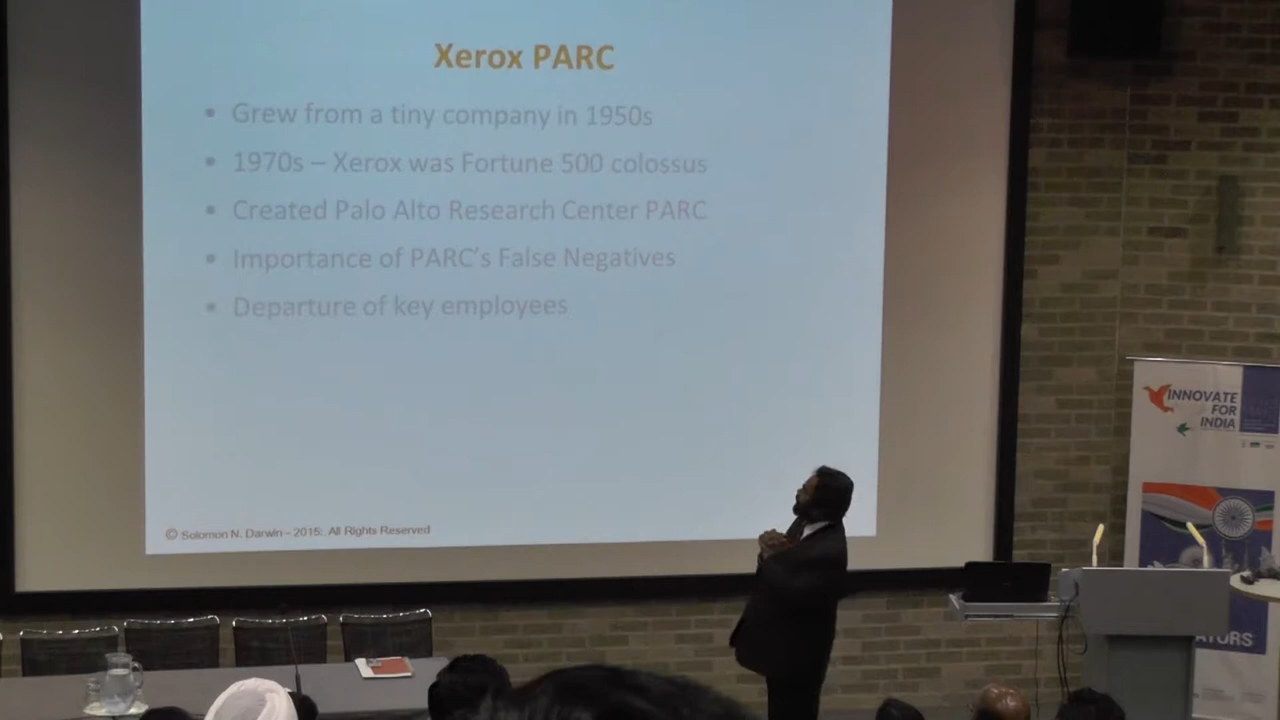 Xerox PARC
• Grew from a tiny company in 1950s
• 1970s – Xerox was Fortune 500 colossus
• Created Palo Alto Research Center PARC
• Importance of PARC's False Negatives
• Departure of key employees
© Solomon N. Darwin – 2015: All Rights Reserved
INNOVATE
FOR
INDIA